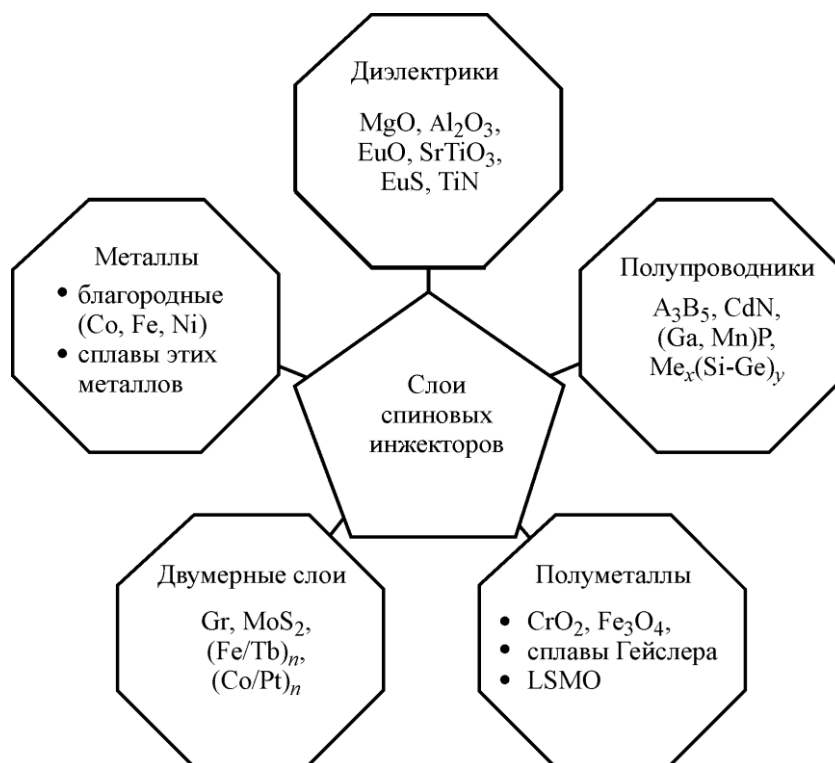 Диэлектрики
MgO, Al₂O₃,
EuO, SrTiO₃,
EuS, TiN
Металлы
• благородные
(Co, Fe, Ni)
• сплавы этих
металлов
Полупроводники
A₃B₅, CdN,
(Ga, Mn)P,
Meₓ(Si-Ge)ᵧ
Слои
спиновых
инжекторов
Двумерные слои
Gr, MoS₂,
(Fe/Tb)ₙ,
(Co/Pt)ₙ
Полуметаллы
• CrO₂, Fe₃O₄,
• сплавы Гейслера
• LSMO